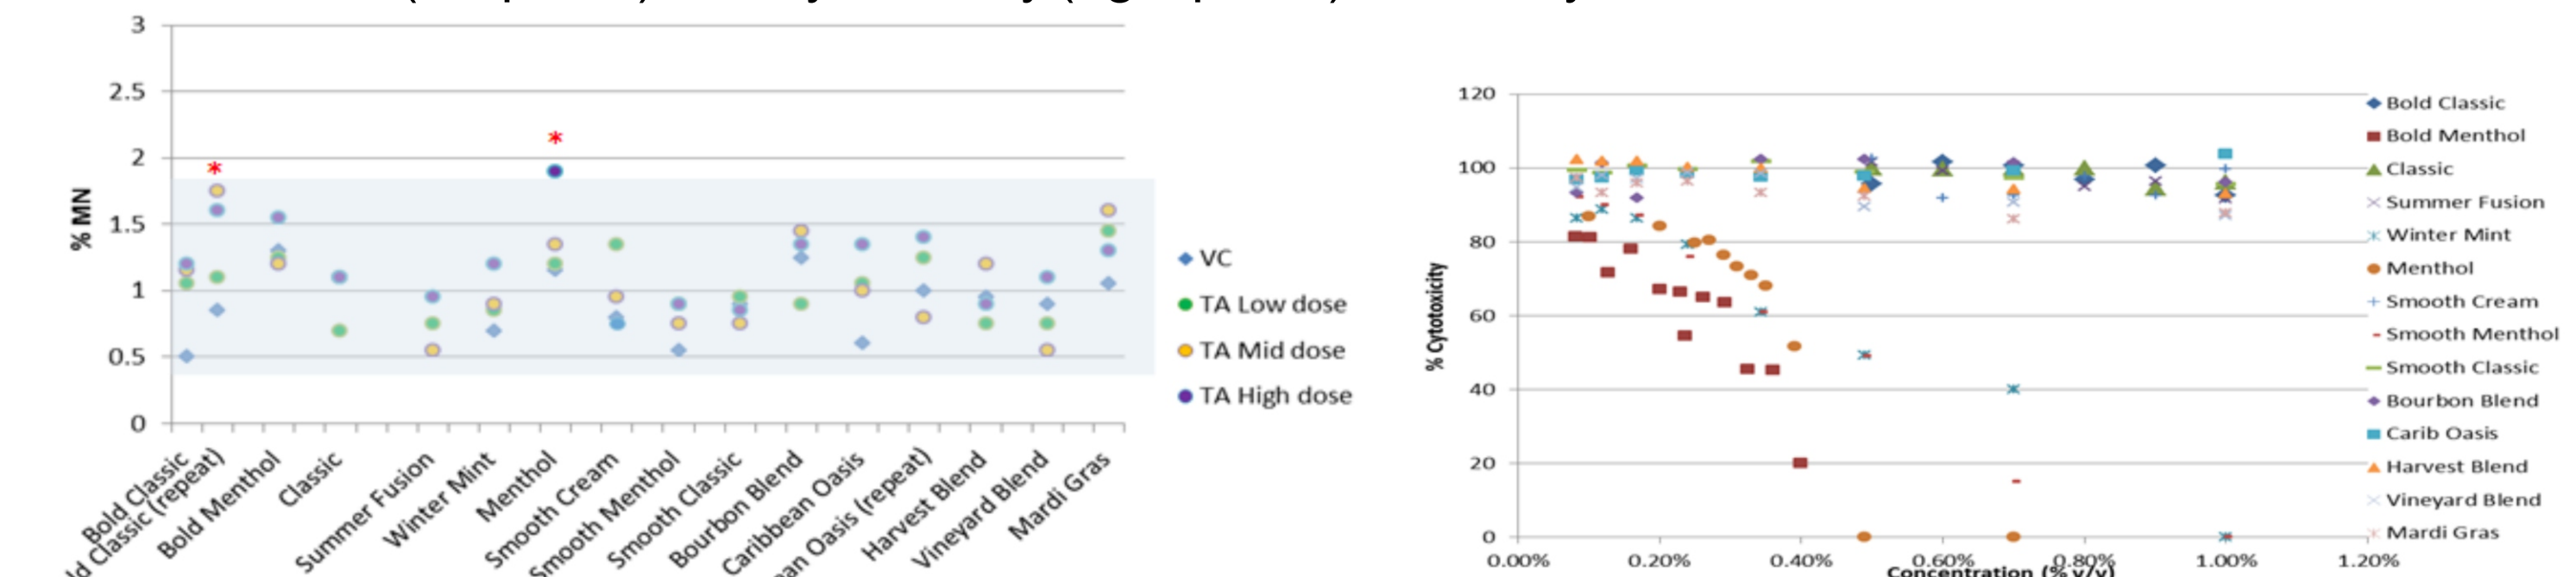 3
2.5
2
1.5
1
0.5
0
% MN
*
*
Bold Classic
Classic (repeat)
Bold Menthol
Classic
Summer Fusion
Winter Mint
Menthol
Smooth Cream
Smooth Menthol
Smooth Classic
Bourbon Blend
Caribbean Oasis
Oasis (repeat)
Harvest Blend
Vineyard Blend
Mardi Gras
VC
TA Low dose
TA Mid dose
TA High dose
120
100
80
60
40
20
0
% Cytotoxicity
0.00%
0.20%
0.40%
0.60%
0.80%
1.00%
1.20%
Concentration (% v/v)
Bold Classic
Bold Menthol
Classic
Summer Fusion
Winter Mint
Menthol
Smooth Cream
Smooth Menthol
Smooth Classic
Bourbon Blend
Carib Oasis
Harvest Blend
Vineyard Blend
Mardi Gras